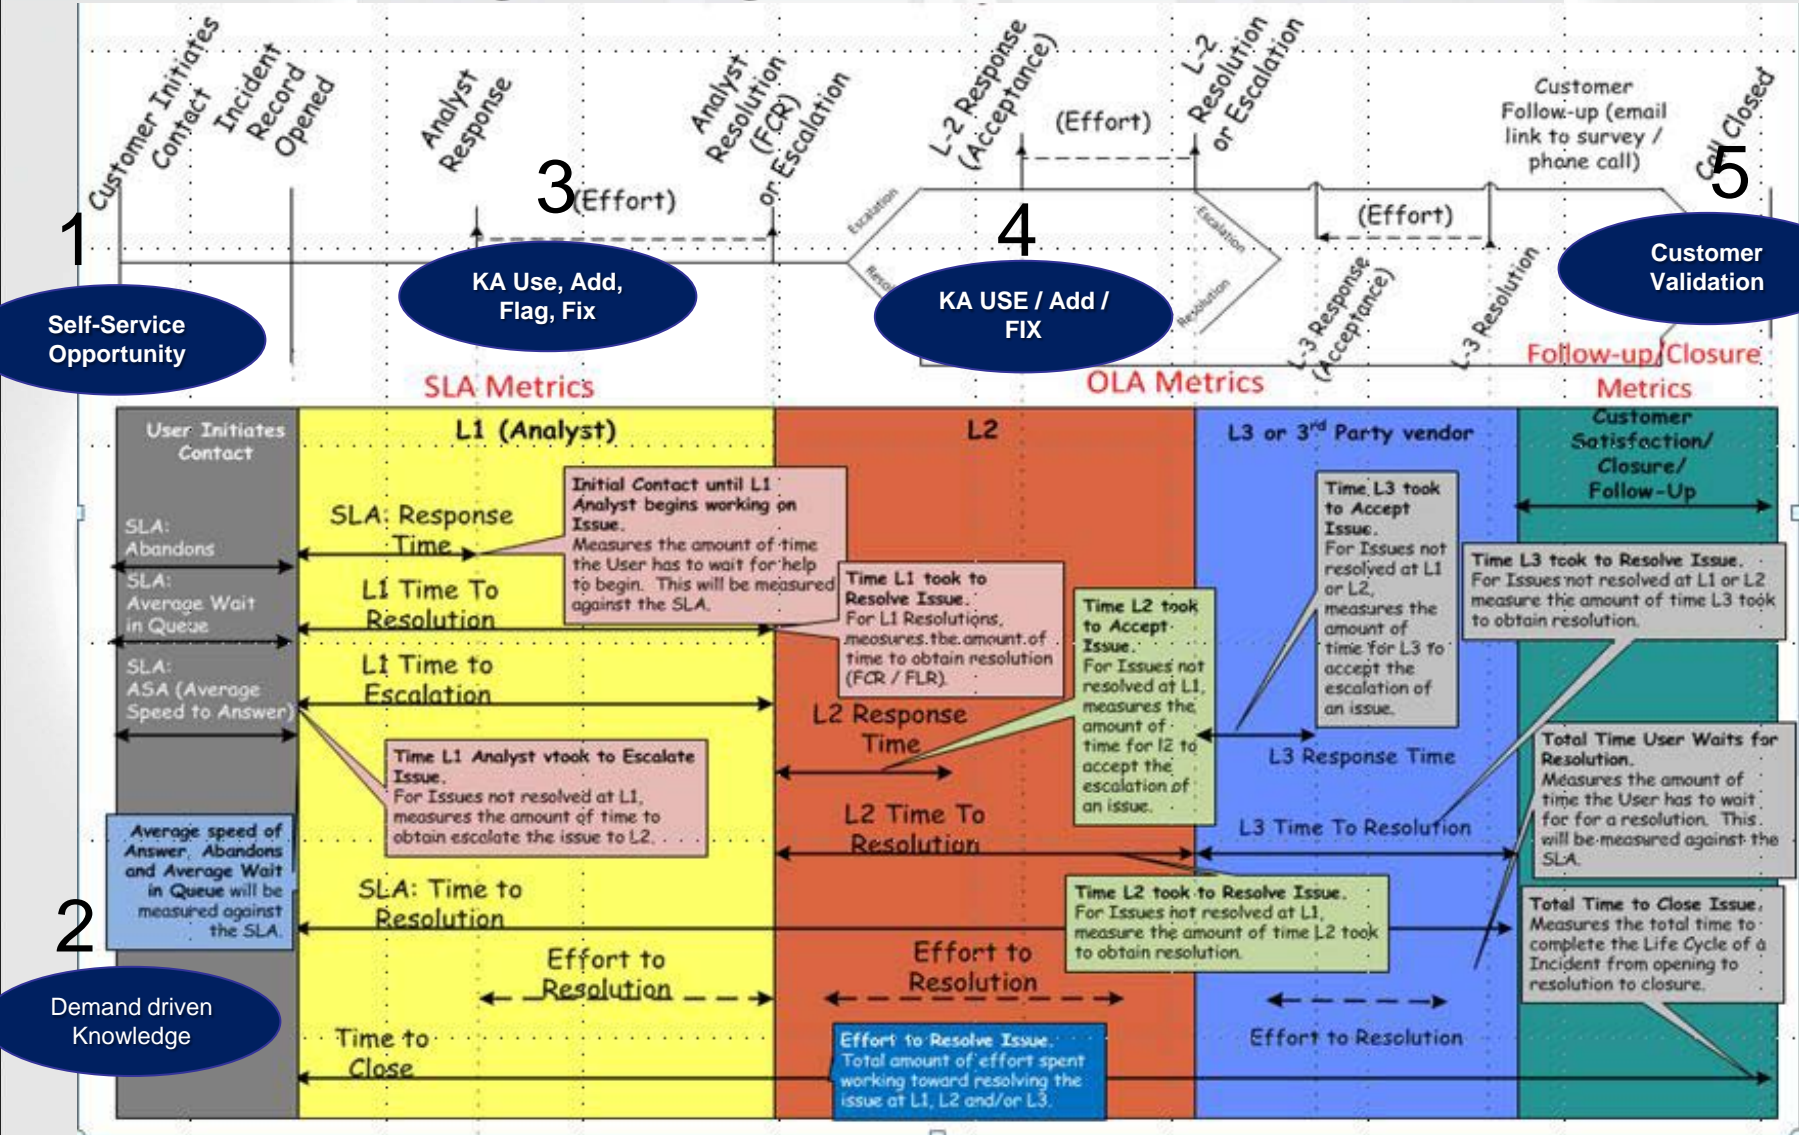 Customer Initiates
Contact
Incident
Record
Opened
Analyst
Response
Analyst
Resolution
(FCR)
or Escalation
L-2 Response
(Acceptance)
(Effort)
L-2
Resolution
or Escalation
Customer
Follow-up (email
link to survey /
phone call)
Call Closed
1
3
(Effort)
Escalation
4
Escalation
Resolution
(Effort)
5
L-3 Response
(Acceptance)
L-3 Resolution
Self-Service
Opportunity
KA Use, Add,
Flag, Fix
KA USE / Add /
FIX
Customer
Validation
SLA Metrics
OLA Metrics
Follow-up/Closure
Metrics
User Initiates
Contact
L1 (Analyst)
L2
L3 or 3rd Party vendor
Customer
Satisfaction/
Closure/
Follow-Up
SLA:
Abandons
SLA:
Average Wait
in Queue
SLA:
ASA (Average
Speed to Answer)
Average speed of
Answer, Abandons
and Average Wait
in Queue will be
measured against
the SLA.
2
Demand driven
Knowledge
SLA: Response
Time
Initial Contact until L1
Analyst begins working on
Issue.
Measures the amount of time
the User has to wait for help
to begin. This will be measured
against the SLA.
L1 Time To
Resolution
Time L1 took to
Resolve Issue.
For L1 Resolutions,
measures the amount of
time to obtain resolution
(FCR / FLR).
L1 Time to
Escalation
Time L1 Analyst vtook to Escalate
Issue.
For Issues not resolved at L1,
measures the amount of time to
obtain escalate the issue to L2.
L2 Response
Time
Time L2 took
to Accept
Issue.
For Issues not
resolved at L1,
measures the
amount of
time for l2 to
accept the
escalation of
an issue.
L2 Time To
Resolution
Time L2 took to Resolve Issue.
For Issues not resolved at L1,
measure the amount of time L2 took
to obtain resolution.
Time L3 took
to Accept
Issue.
For Issues not
resolved at L1
or L2,
measures the
amount of
time for L3 to
accept the
escalation of
an issue.
L3 Response Time
Time L3 took to Resolve Issue.
For Issues not resolved at L1 or L2
measure the amount of time L3 took
to obtain resolution.
L3 Time To Resolution
Total Time User Waits for
Resolution.
Measures the amount of
time the User has to wait
for for a resolution. This
will be measured against the
SLA.
SLA: Time to
Resolution
Total Time to Close Issue.
Measures the total time to
complete the Life Cycle of a
Incident from opening to
resolution to closure.
Effort to
Resolution
Effort to
Resolution
Effort to Resolution
Effort to Resolve Issue.
Total amount of effort spent
working toward resolving the
issue at L1, L2 and/or L3.
Time to
Close